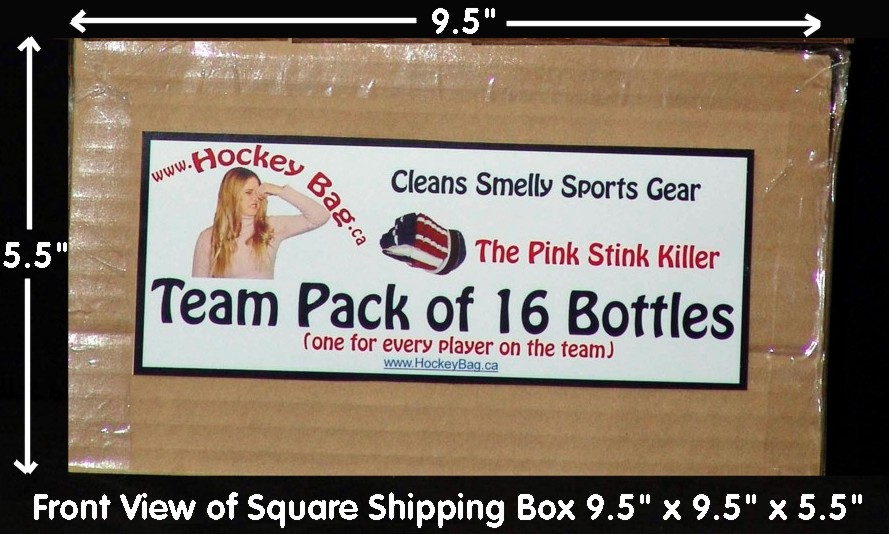 9.5"
5.5"
www.Hockey Bag.ca
Cleans Smelly Sports Gear
The Pink Stink Killer
Team Pack of 16 Bottles
(one for every player on the team)
www.HockeyBag.ca
Front View of Square Shipping Box 9.5" x 9.5" x 5.5"